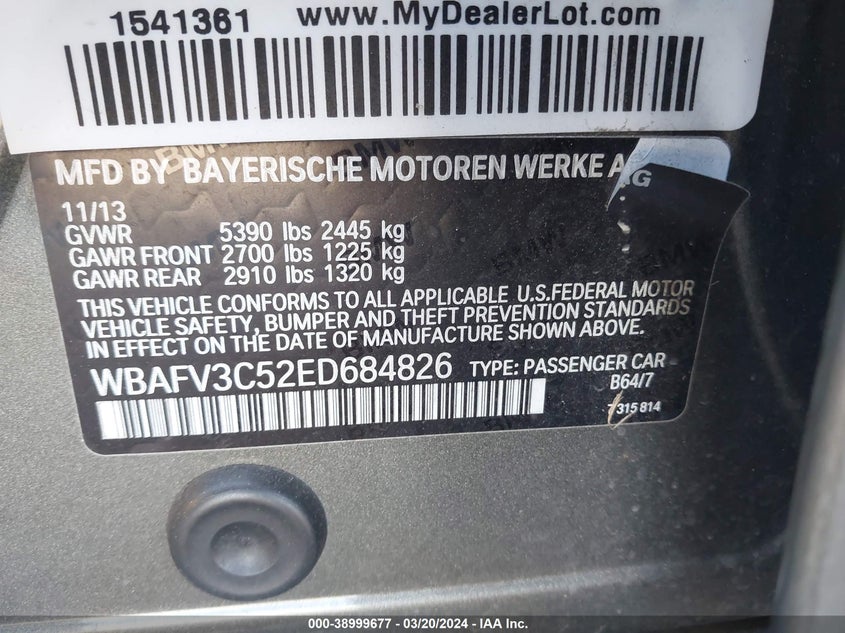 1541361 www.MyDealerLot.com
MFD BY BAYERISCHE MOTOREN WERKE AG
11/13
GVWR 5390 lbs 2445 kg
GAWR FRONT 2700 lbs 1225 kg
GAWR REAR 2910 lbs 1320 kg
THIS VEHICLE CONFORMS TO ALL APPLICABLE U.S.FEDERAL MOTOR
VEHICLE SAFETY, BUMPER AND THEFT PREVENTION STANDARDS
IN EFFECT ON THE DATE OF MANUFACTURE SHOWN ABOVE.
WBAFV3C52ED684826 TYPE: PASSENGER CAR
B64/7
315814
000-38999677 - 03/20/2024 - IAA Inc.